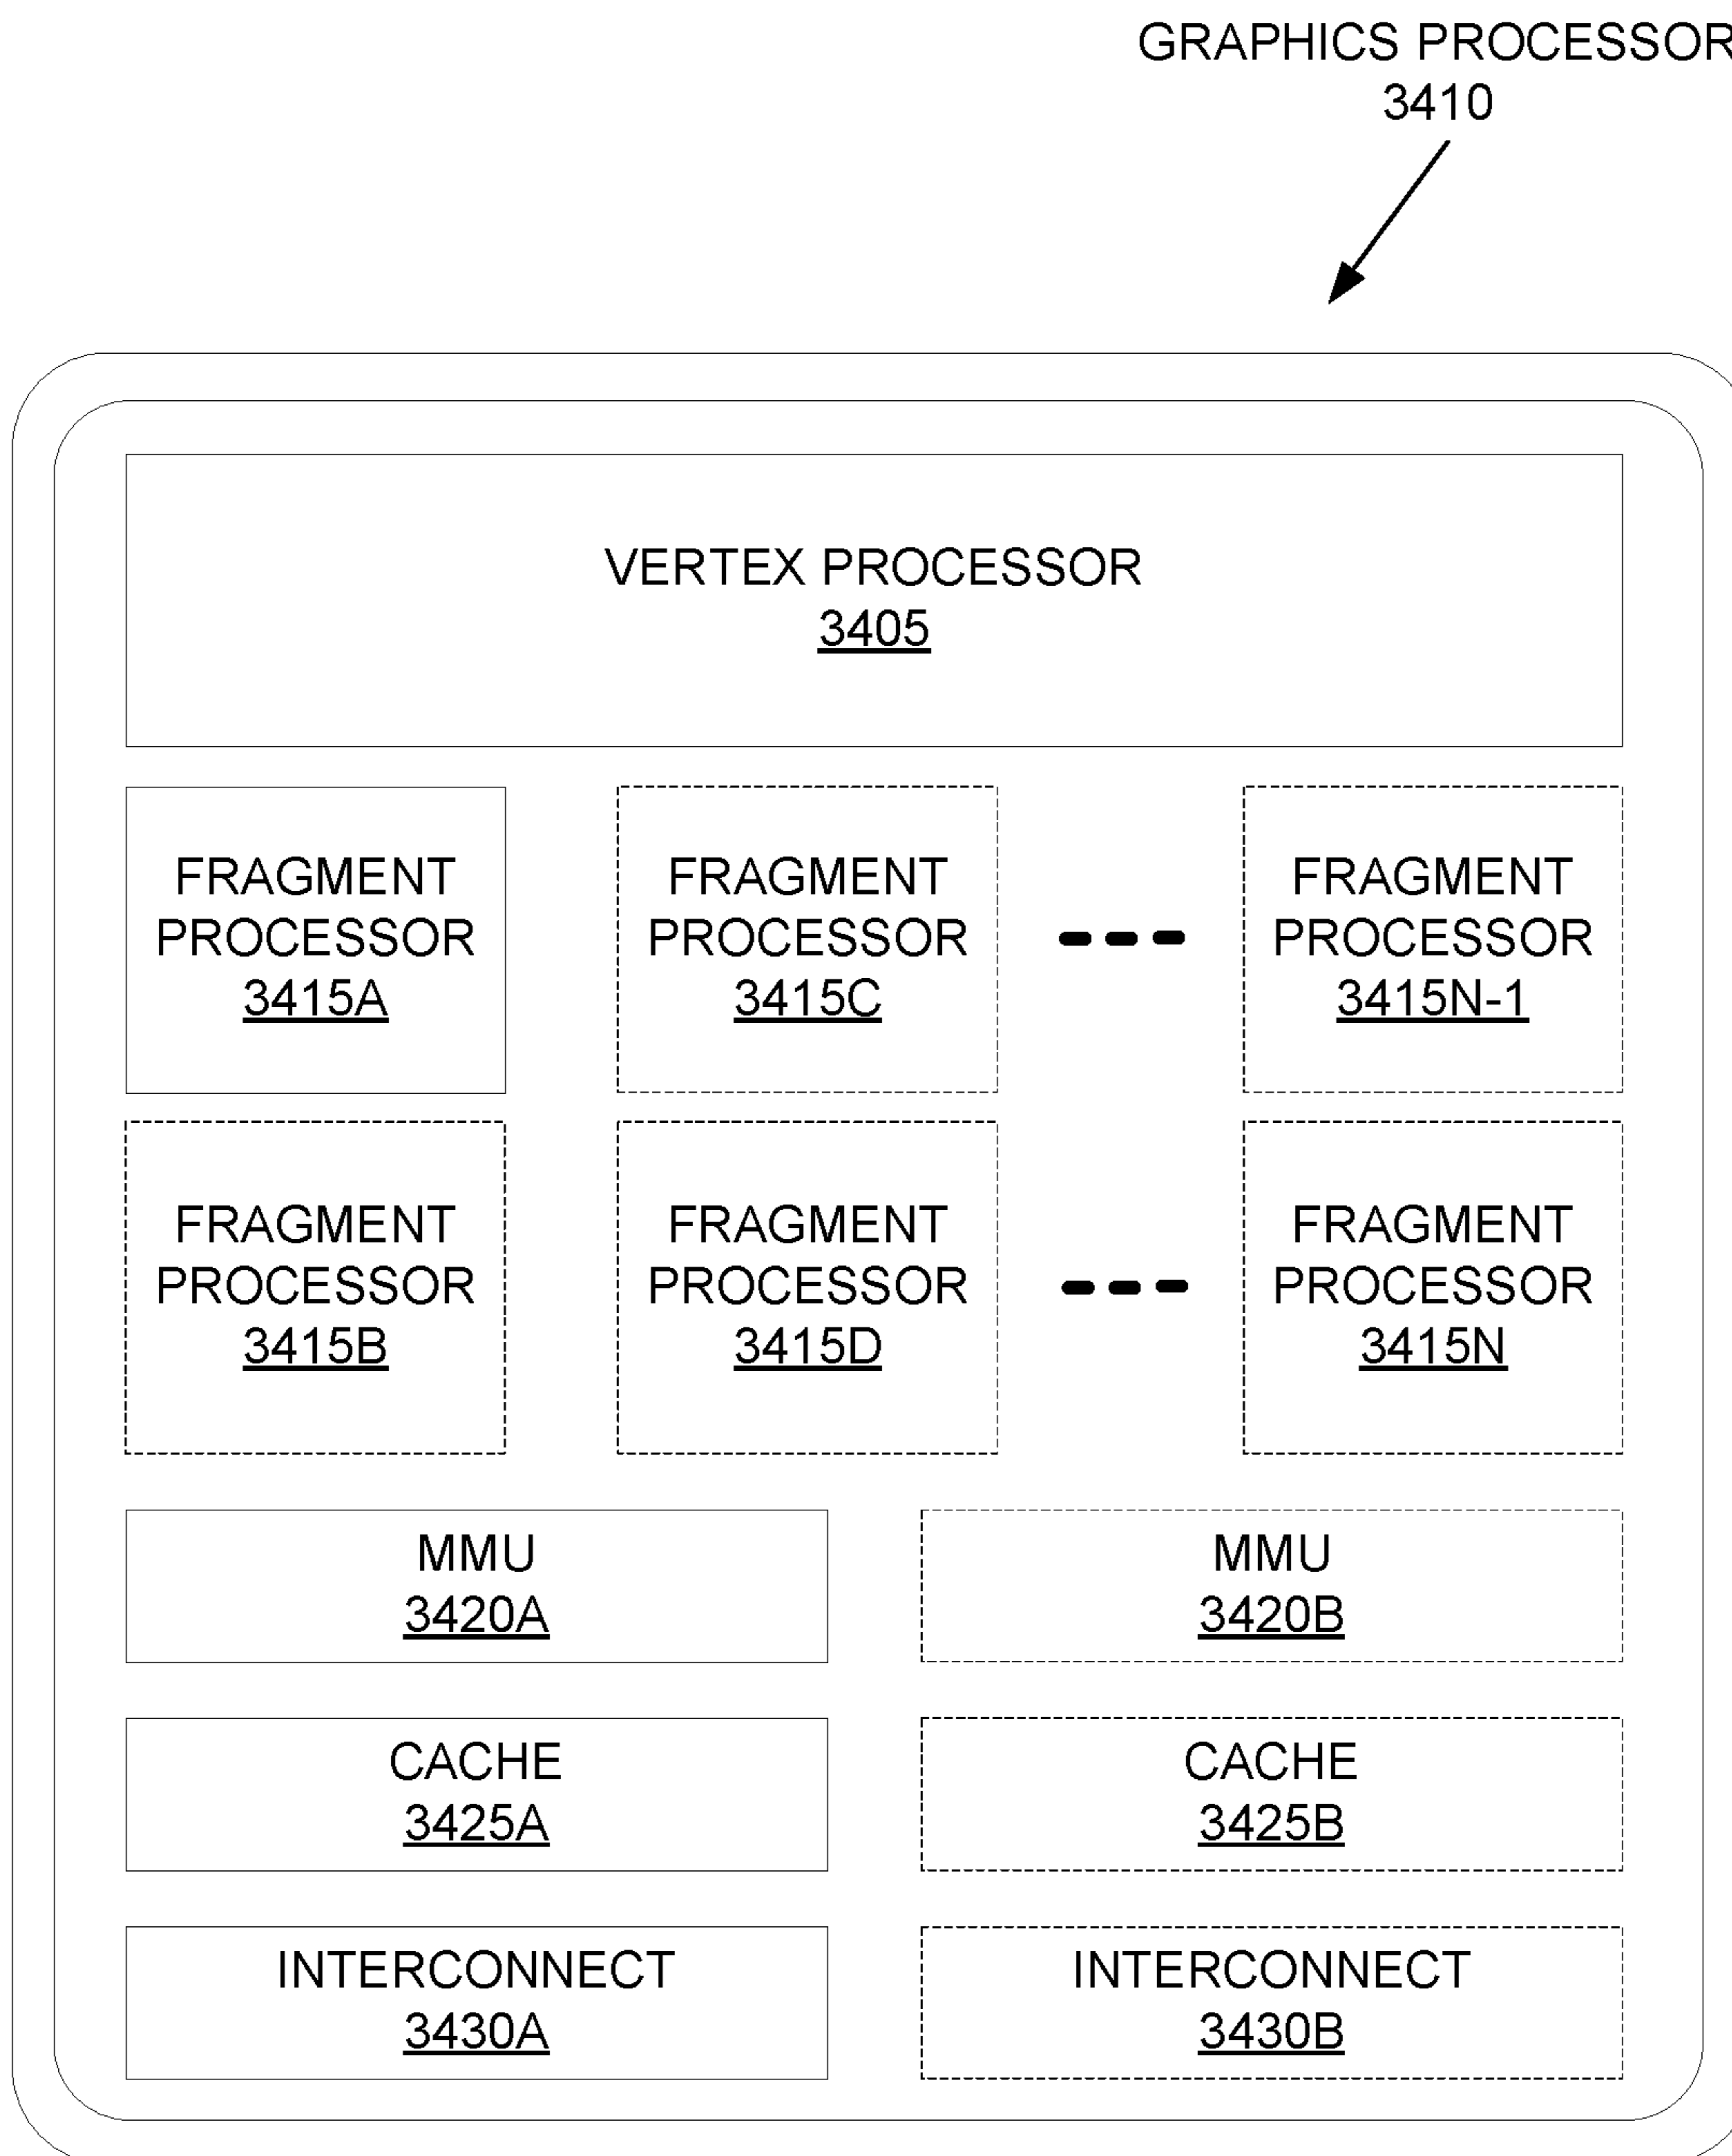 GRAPHICS PROCESSOR
3410
VERTEX PROCESSOR
3405
FRAGMENT
PROCESSOR
3415A
FRAGMENT
PROCESSOR
3415C
FRAGMENT
PROCESSOR
3415N-1
FRAGMENT
PROCESSOR
3415B
FRAGMENT
PROCESSOR
3415D
FRAGMENT
PROCESSOR
3415N
MMU
3420A
MMU
3420B
CACHE
3425A
CACHE
3425B
INTERCONNECT
3430A
INTERCONNECT
3430B